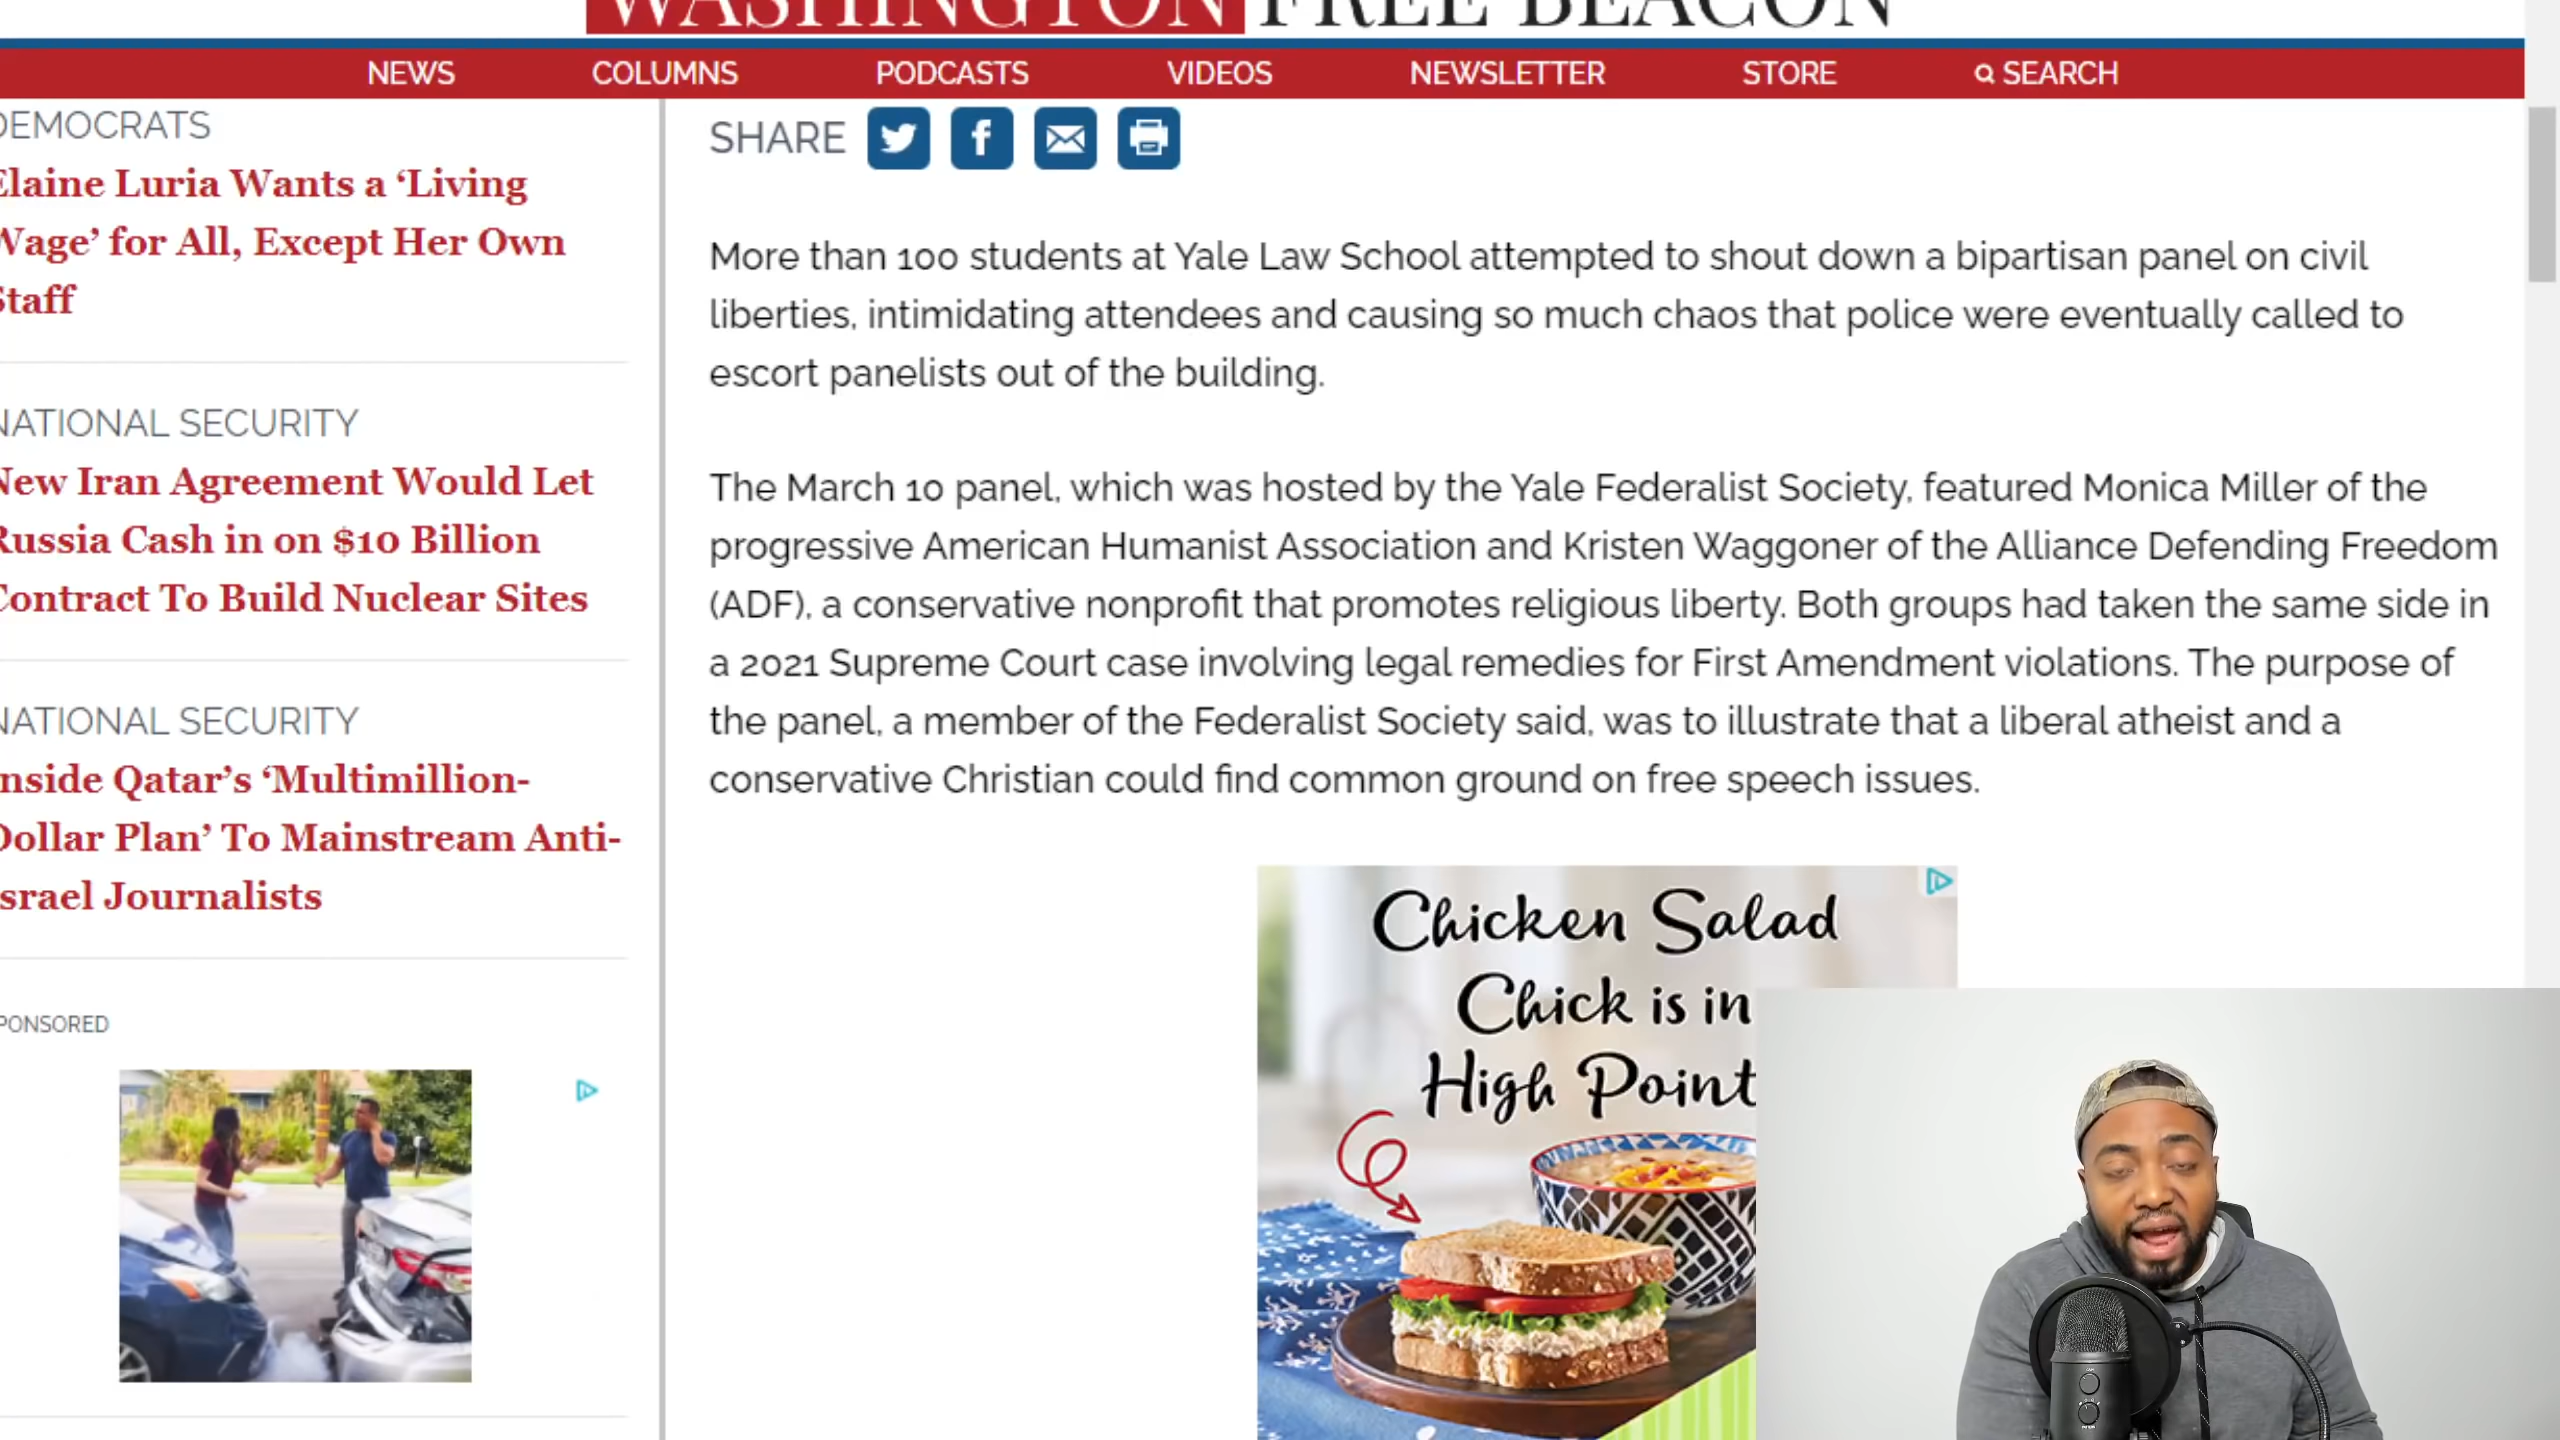 WASHINGTON FREE BEACON
NEWS COLUMNS PODCASTS VIDEOS NEWSLETTER STORE SEARCH
DEMOCRATS
Elaine Luria Wants a ‘Living
Wage’ for All, Except Her Own
Staff
NATIONAL SECURITY
New Iran Agreement Would Let
Russia Cash in on $10 Billion
Contract To Build Nuclear Sites
NATIONAL SECURITY
Inside Qatar’s ‘Multimillion-
Dollar Plan’ To Mainstream Anti-
Israel Journalists
SPONSORED
SHARE
More than 100 students at Yale Law School attempted to shout down a bipartisan panel on civil
liberties, intimidating attendees and causing so much chaos that police were eventually called to
escort panelists out of the building.
The March 10 panel, which was hosted by the Yale Federalist Society, featured Monica Miller of the
progressive American Humanist Association and Kristen Waggoner of the Alliance Defending Freedom
(ADF), a conservative nonprofit that promotes religious liberty. Both groups had taken the same side in
a 2021 Supreme Court case involving legal remedies for First Amendment violations. The purpose of
the panel, a member of the Federalist Society said, was to illustrate that a liberal atheist and a
conservative Christian could find common ground on free speech issues.
Chicken Salad
Chick is in
High Point